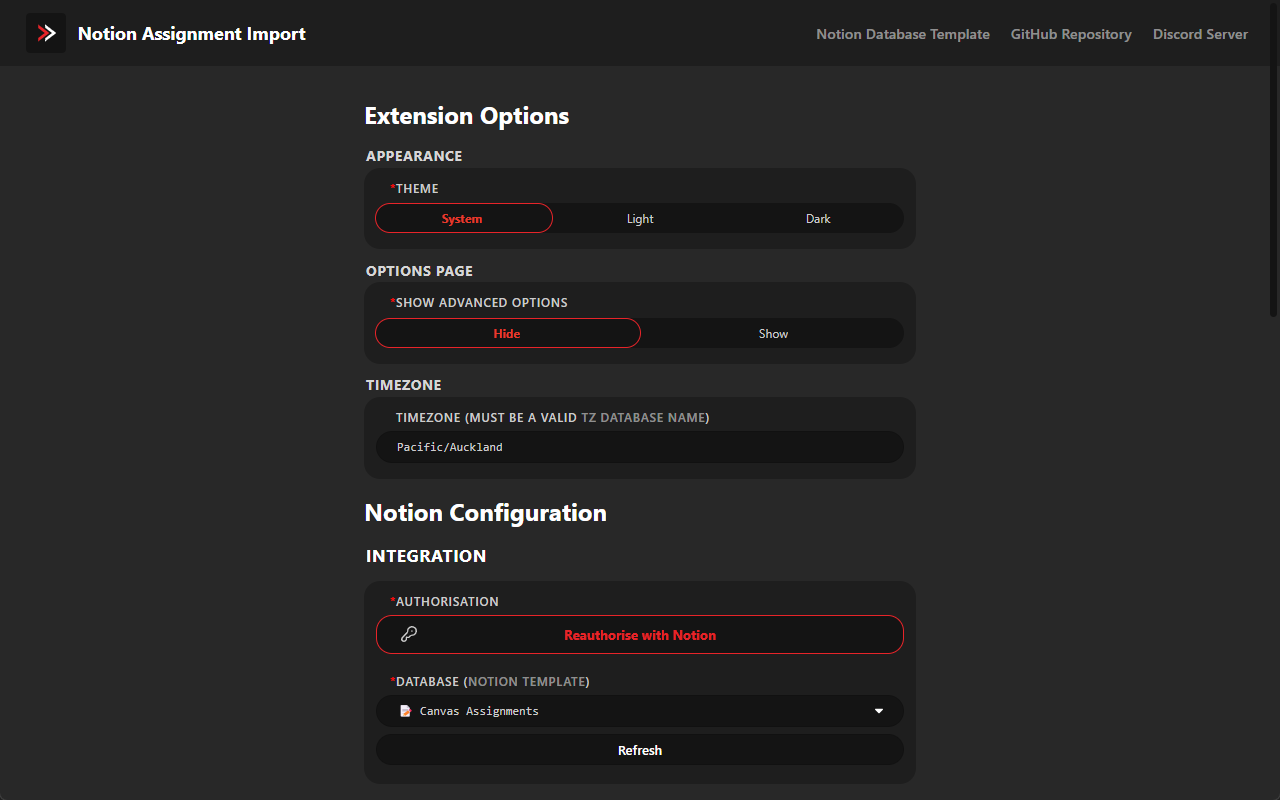 Notion Assignment Import
Notion Database Template
GitHub Repository
Discord Server
Extension Options
APPEARANCE
*THEME
System
Light
Dark
OPTIONS PAGE
*SHOW ADVANCED OPTIONS
Hide
Show
TIMEZONE
TIMEZONE (MUST BE A VALID TZ DATABASE NAME)
Pacific/Auckland
Notion Configuration
INTEGRATION
*AUTHORISATION
Reauthorise with Notion
*DATABASE (NOTION TEMPLATE)
Canvas Assignments
Refresh